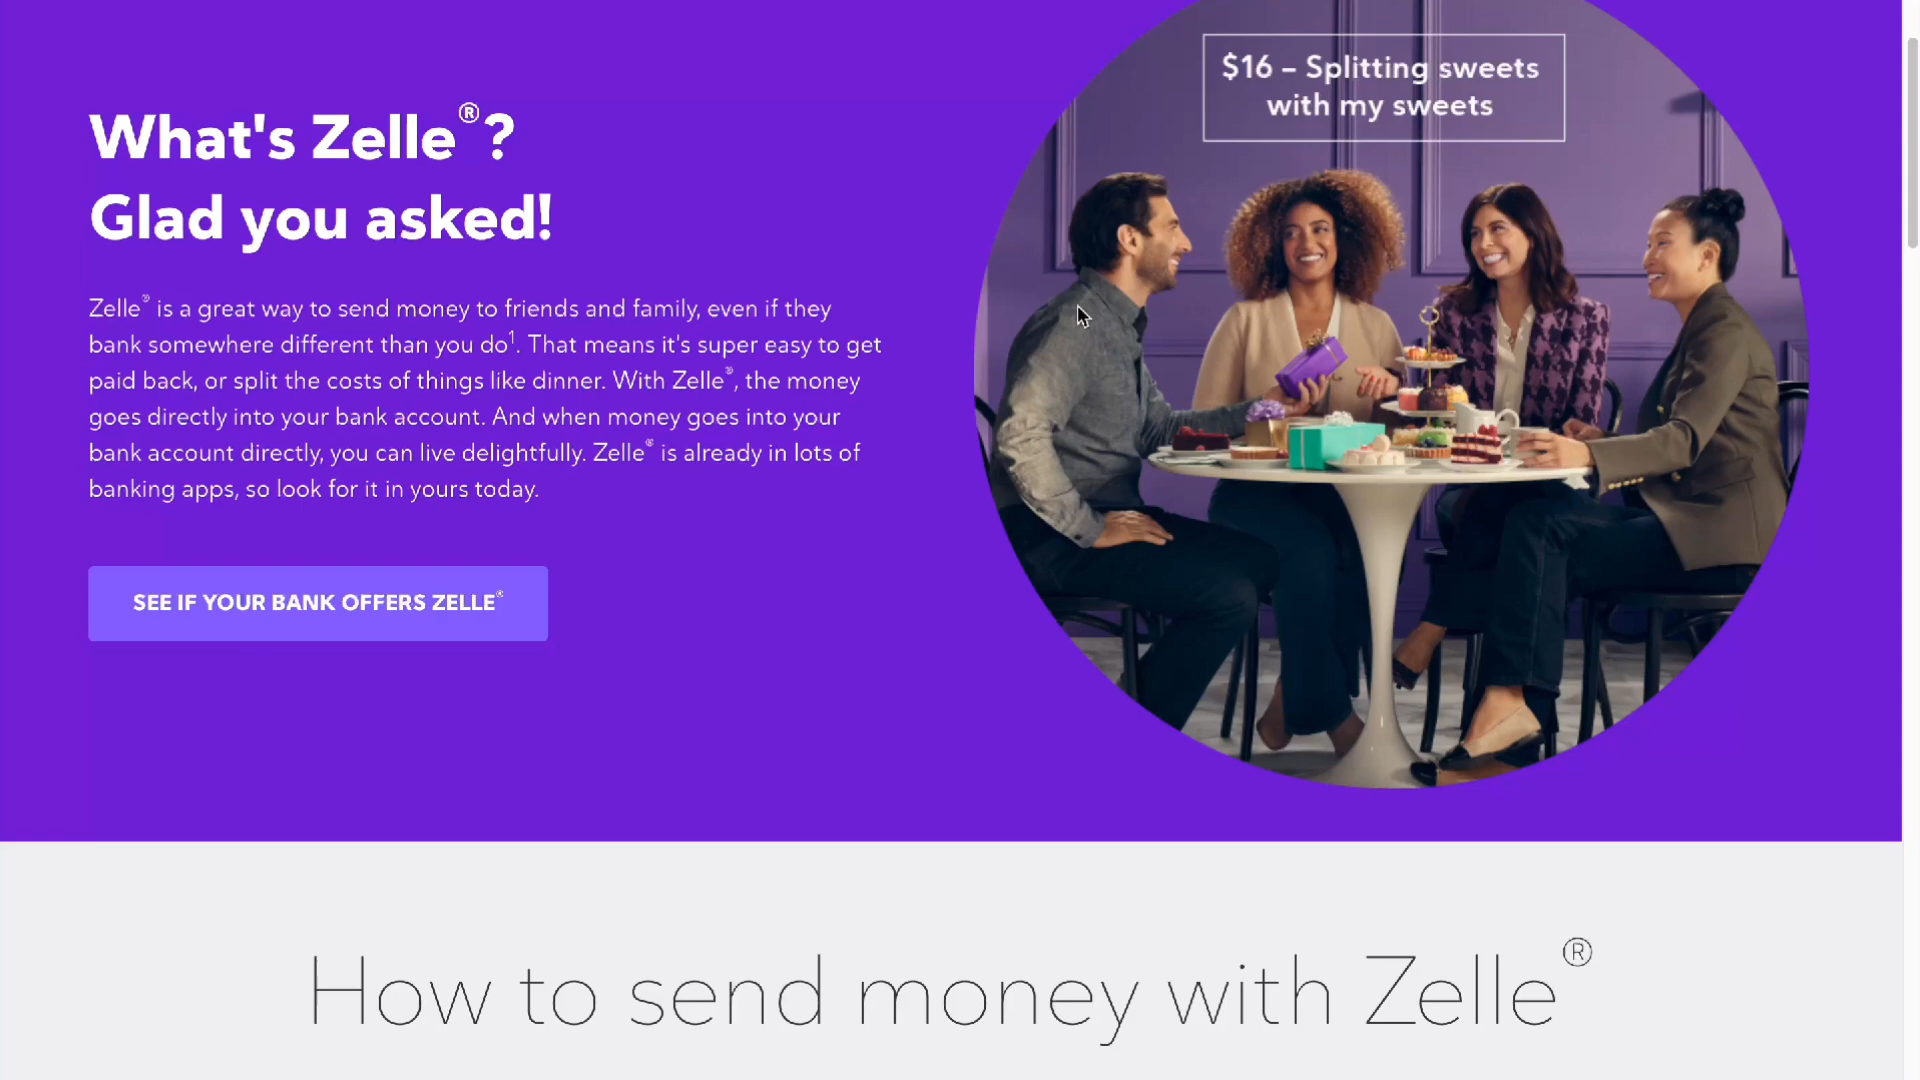 $16 – Splitting sweets
with my sweets
What's Zelle®?
Glad you asked!
Zelle® is a great way to send money to friends and family, even if they
bank somewhere different than you do¹. That means it's super easy to get
paid back, or split the costs of things like dinner. With Zelle®, the money
goes directly into your bank account. And when money goes into your
bank account directly, you can live delightfully. Zelle® is already in lots of
banking apps, so look for it in yours today.
SEE IF YOUR BANK OFFERS ZELLE®
How to send money with Zelle®